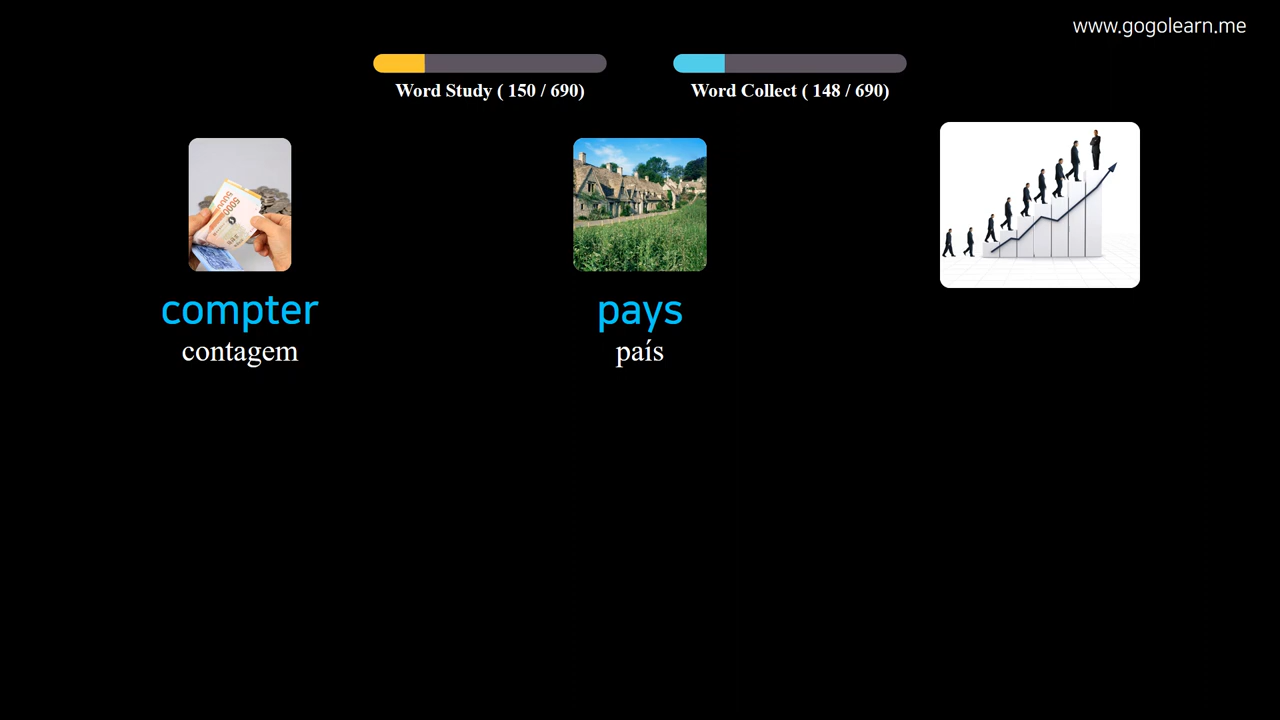 www.gogolearn.me
Word Study ( 150 / 690)
Word Collect ( 148 / 690)
compter
contagem
pays
país